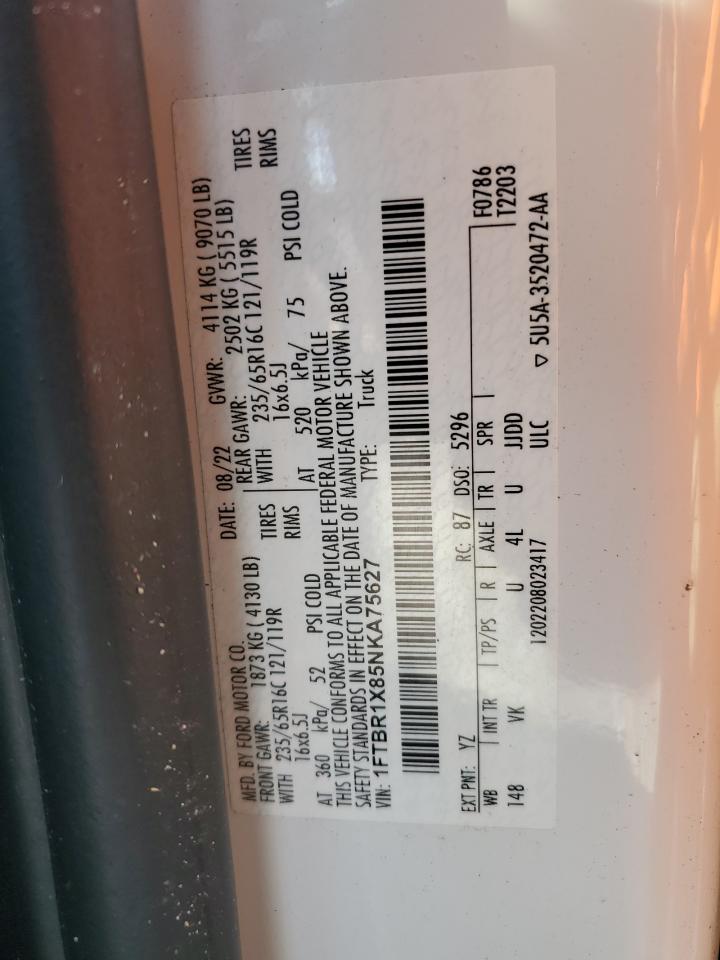 MFD. BY FORD MOTOR CO.
DATE: 08/22 GVWR: 4114 KG ( 9070 LB)
FRONT GAWR: 1873 KG ( 4130 LB) REAR GAWR: 2502 KG ( 5515 LB)
WITH 235/65R16C 121/119R TIRES WITH 235/65R16C 121/119R TIRES
16x6.5J RIMS 16x6.5J RIMS
AT 360 kPa/ 52 PSI COLD AT 520 kPa/ 75 PSI COLD
THIS VEHICLE CONFORMS TO ALL APPLICABLE FEDERAL MOTOR VEHICLE
SAFETY STANDARDS IN EFFECT ON THE DATE OF MANUFACTURE SHOWN ABOVE.
VIN: 1FTBR1X85NKA75627 TYPE: Truck
EXT PNT: YZ RC: 87 DSO: 5296 F0786
WB INT TR TP/PS R AXLE TR SPR T2203
148 VK U 4L U JJDD
1202208023417 ULC ▽ 5U5A-3520472-AA